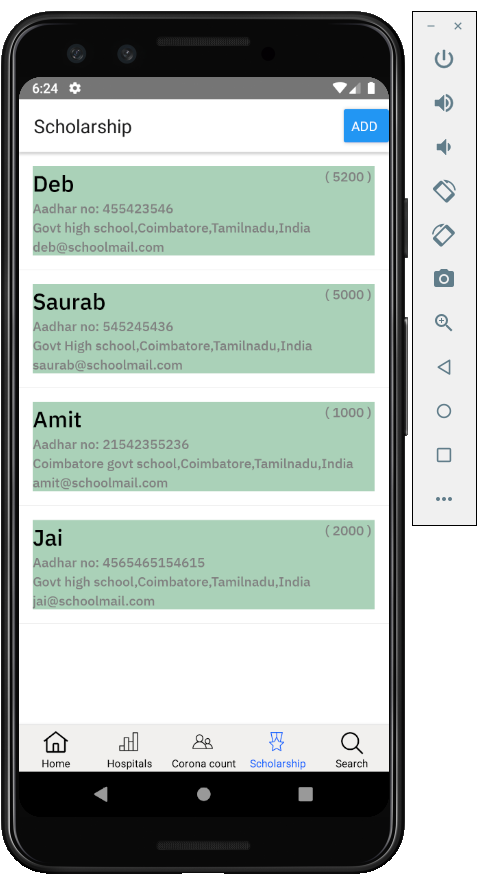 6:24
Scholarship
ADD
Deb
( 5200 )
Aadhar no: 455423546
Govt high school,Coimbatore,Tamilnadu,India
deb@schoolmail.com
Saurab
( 5000 )
Aadhar no: 545245436
Govt High school,Coimbatore,Tamilnadu,India
saurab@schoolmail.com
Amit
( 1000 )
Aadhar no: 21542355236
Coimbatore govt school,Coimbatore,Tamilnadu,India
amit@schoolmail.com
Jai
( 2000 )
Aadhar no: 4565465154615
Govt high school,Coimbatore,Tamilnadu,India
jai@schoolmail.com
Home
Hospitals
Corona count
Scholarship
Search